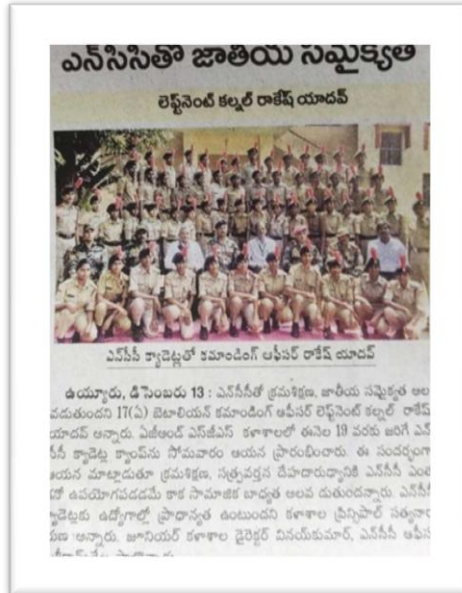 ఎన్‌సిసితో జాతీయ సమైక్యత
లెఫ్ట్‌నెంట్ కల్నల్ రాకేష్ యాదవ్
ఎన్‌సీసీ క్యాడెట్లతో కమాండింగ్ ఆఫీసర్ రాకేష్ యాదవ్
ఉయ్యూరు, డిసెంబరు 13 : ఎన్‌సీసీతో క్రమశిక్షణ, జాతీయ సమైక్యత అల
వడుతుందని 17(ఏ) బెటాలియన్ కమాండింగ్ ఆఫీసర్ లెఫ్ట్‌నెంట్ కల్నల్ రాకేష్
యాదవ్ అన్నారు. ఏజీఅండ్ ఎస్‌జీఎస్ కళాశాలలో ఈనెల 19 వరకు జరిగే ఎన్
సీసీ క్యాడెట్ల క్యాంప్‌ను సోమవారం ఆయన ప్రారంభించారు. ఈ సందర్భంగా
ఆయన మాట్లాడుతూ క్రమశిక్షణ, సత్ప్రవర్తన దేహదారుఢ్యానికి ఎన్‌సీసీ ఎంత
ఉపయోగపడడమే కాక సామాజిక బాధ్యత అలవ డుతుందన్నారు. ఎన్‌సీసీ
ఉద్యోగాల్లో ప్రాధాన్యత ఉంటుందని కళాశాల ప్రిన్సిపాల్
అన్నారు. జూనియర్ కళాశాల డైరెక్టర్ వినయ్‌కుమార్, ఎన్‌సీసీ